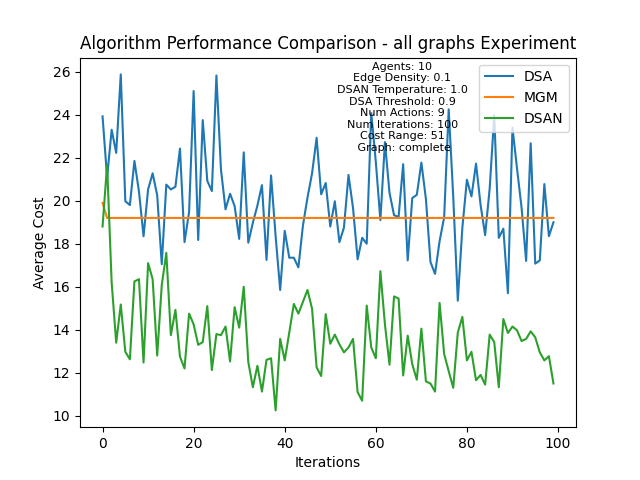 Algorithm Performance Comparison - all graphs Experiment
Agents: 10
Edge Density: 0.1
DSAN Temperature: 1.0
DSA Threshold: 0.9
Num Actions: 9
Num Iterations: 100
Cost Range: 51
Graph: complete
DSA
MGM
DSAN
Average Cost
26
24
22
20
18
16
14
12
10
0 20 40 60 80 100
Iterations